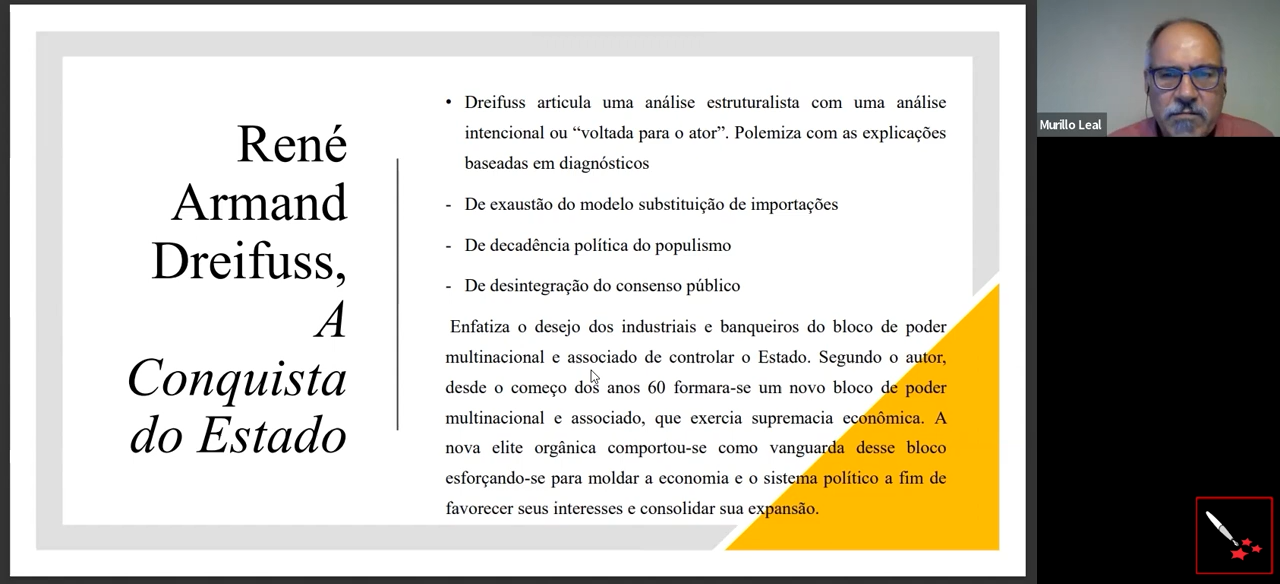 René
Armand
Dreifuss,
A
Conquista
do Estado
• Dreifuss articula uma análise estruturalista com uma análise
intencional ou “voltada para o ator”. Polemiza com as explicações
baseadas em diagnósticos
- De exaustão do modelo substituição de importações
- De decadência política do populismo
- De desintegração do consenso público
Enfatiza o desejo dos industriais e banqueiros do bloco de poder
multinacional e associado de controlar o Estado. Segundo o autor,
desde o começo dos anos 60 formara-se um novo bloco de poder
multinacional e associado, que exercia supremacia econômica. A
nova elite orgânica comportou-se como vanguarda desse bloco
esforçando-se para moldar a economia e o sistema político a fim de
favorecer seus interesses e consolidar sua expansão.
Murillo Leal